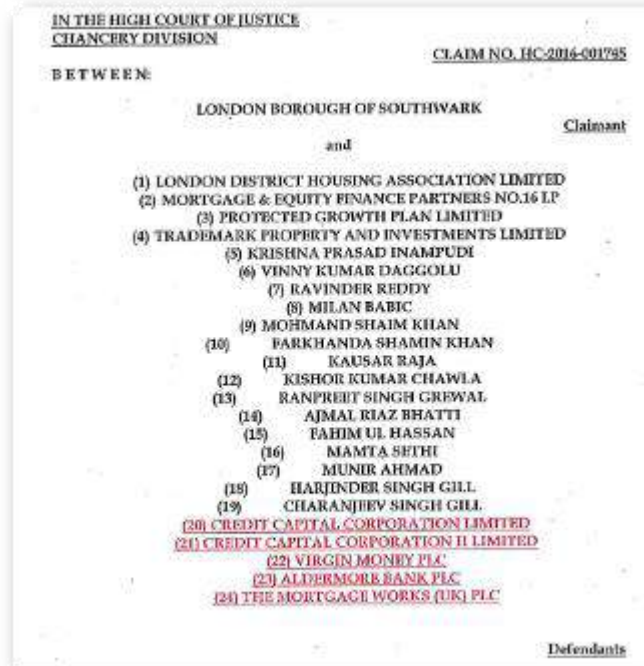 IN THE HIGH COURT OF JUSTICE
CHANCERY DIVISION
CLAIM NO. HC-2016-001795
B E T W E E N:
LONDON BOROUGH OF SOUTHWARK
Claimant
and
(1) LONDON DISTRICT HOUSING ASSOCIATION LIMITED
(2) MORTGAGE & EQUITY FINANCE PARTNERS NO.16 LP
(3) PROTECTED GROWTH PLAN LIMITED
(4) TRADEMARK PROPERTY AND INVESTMENTS LIMITED
(5) KRISHNA PRASAD INAMPUDI
(6) VINNY KUMAR DAGGOLU
(7) RAVINDER REDDY
(8) MILAN BABIC
(9) MOHMAND SHAIM KHAN
(10) FARKHANDA SHAMIN KHAN
(11) KAUSAR RAJA
(12) KISHOR KUMAR CHAWLA
(13) RANPREET SINGH GREWAL
(14) AJMAL RIAZ BHATTI
(15) FAHIM UL HASSAN
(16) MAMTA SETHI
(17) MUNIR AHMAD
(18) HARJINDER SINGH GILL
(19) CHARANJEEV SINGH GILL
(20) CREDIT CAPITAL CORPORATION LIMITED
(21) CREDIT CAPITAL CORPORATION II LIMITED
(22) VIRGIN MONEY PLC
(23) ALDERMORE BANK PLC
(24) THE MORTGAGE WORKS (UK) PLC
Defendants